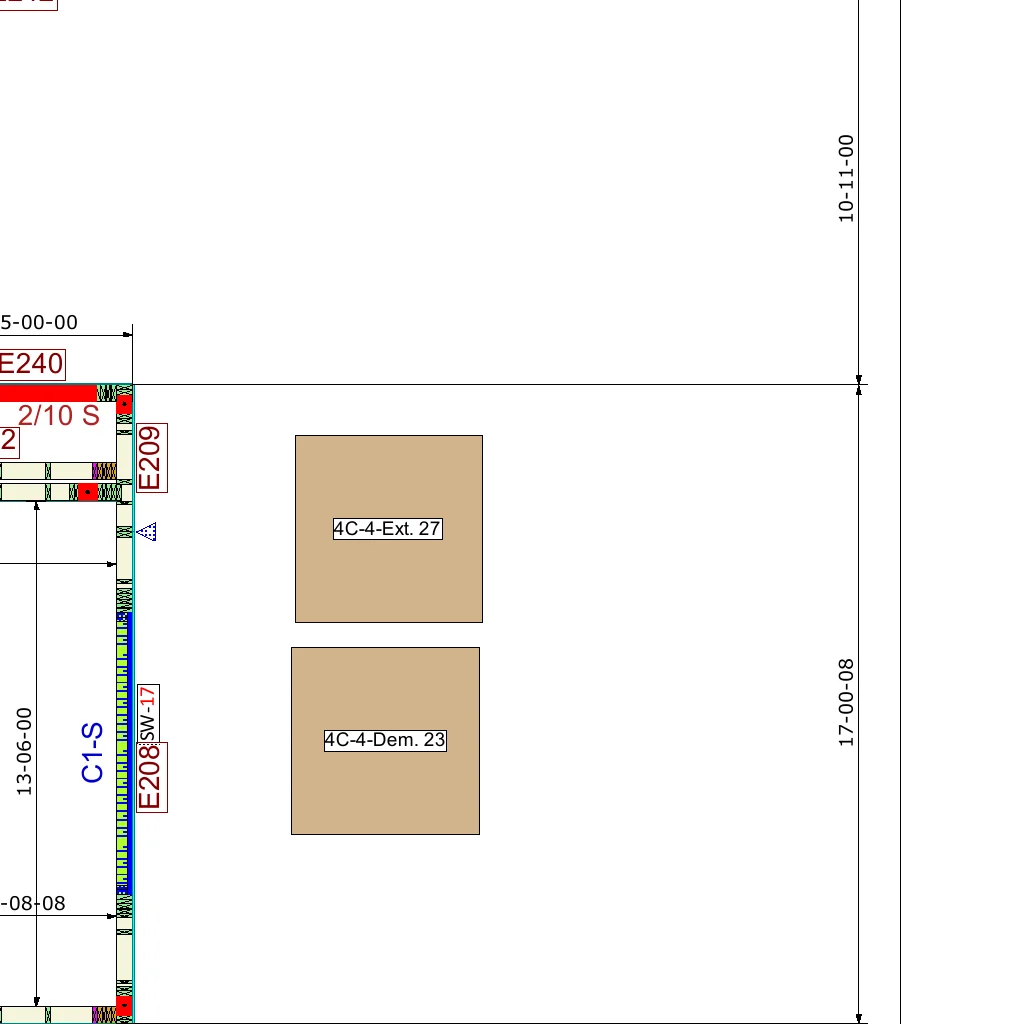 10-11-00
5-00-00
E240
2/10 S
2
E209
4C-4-Ext. 27
17-00-08
SW-17
4C-4-Dem. 23
C1-S
13-06-00
E208
-08-08